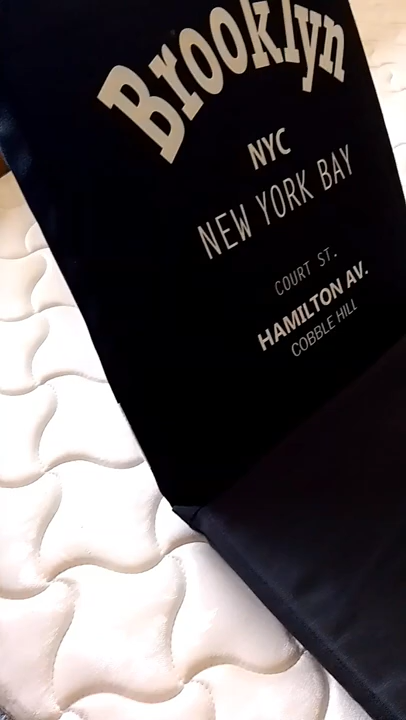 Brooklyn
NYC
NEW YORK BAY
COURT ST.
HAMILTON AV.
COBBLE HILL